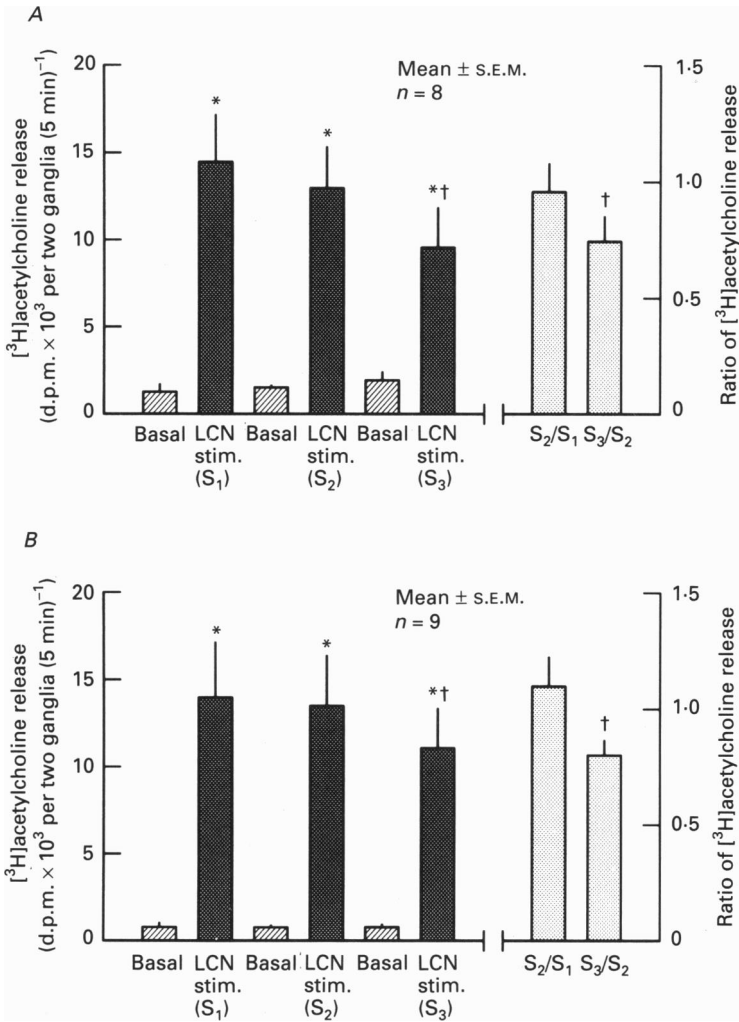 A
[³H]acetylcholine release
(d.p.m. × 10³ per two ganglia (5 min)⁻¹)
20
15
10
5
0
Mean ± S.E.M.
n = 8
*
*
*†
†
1·5
1·0
0·5
0
Ratio of [³H]acetylcholine release
Basal LCN Basal LCN Basal LCN S₂/S₁ S₃/S₂
stim. stim. stim.
(S₁) (S₂) (S₃)
B
[³H]acetylcholine release
(d.p.m. × 10³ per two ganglia (5 min)⁻¹)
20
15
10
5
0
Mean ± S.E.M.
n = 9
*
*
*†
†
1·5
1·0
0·5
0
Ratio of [³H]acetylcholine release
Basal LCN Basal LCN Basal LCN S₂/S₁ S₃/S₂
stim. stim. stim.
(S₁) (S₂) (S₃)